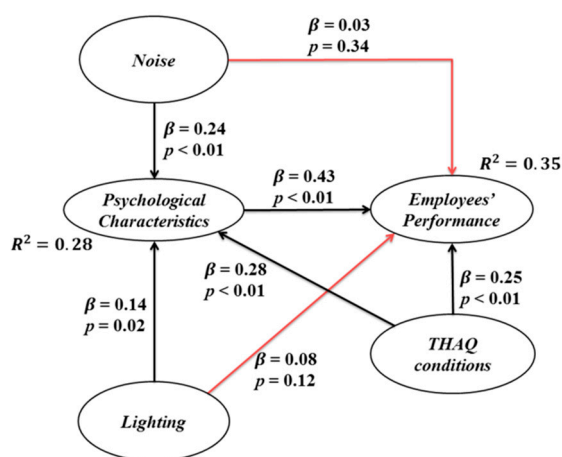 β = 0.03
p = 0.34
Noise
β = 0.24
p < 0.01
R² = 0.35
β = 0.43
p < 0.01
Psychological
Characteristics
Employees'
Performance
R² = 0.28
β = 0.28
p < 0.01
β = 0.25
p < 0.01
β = 0.14
p = 0.02
THAQ
conditions
β = 0.08
p = 0.12
Lighting